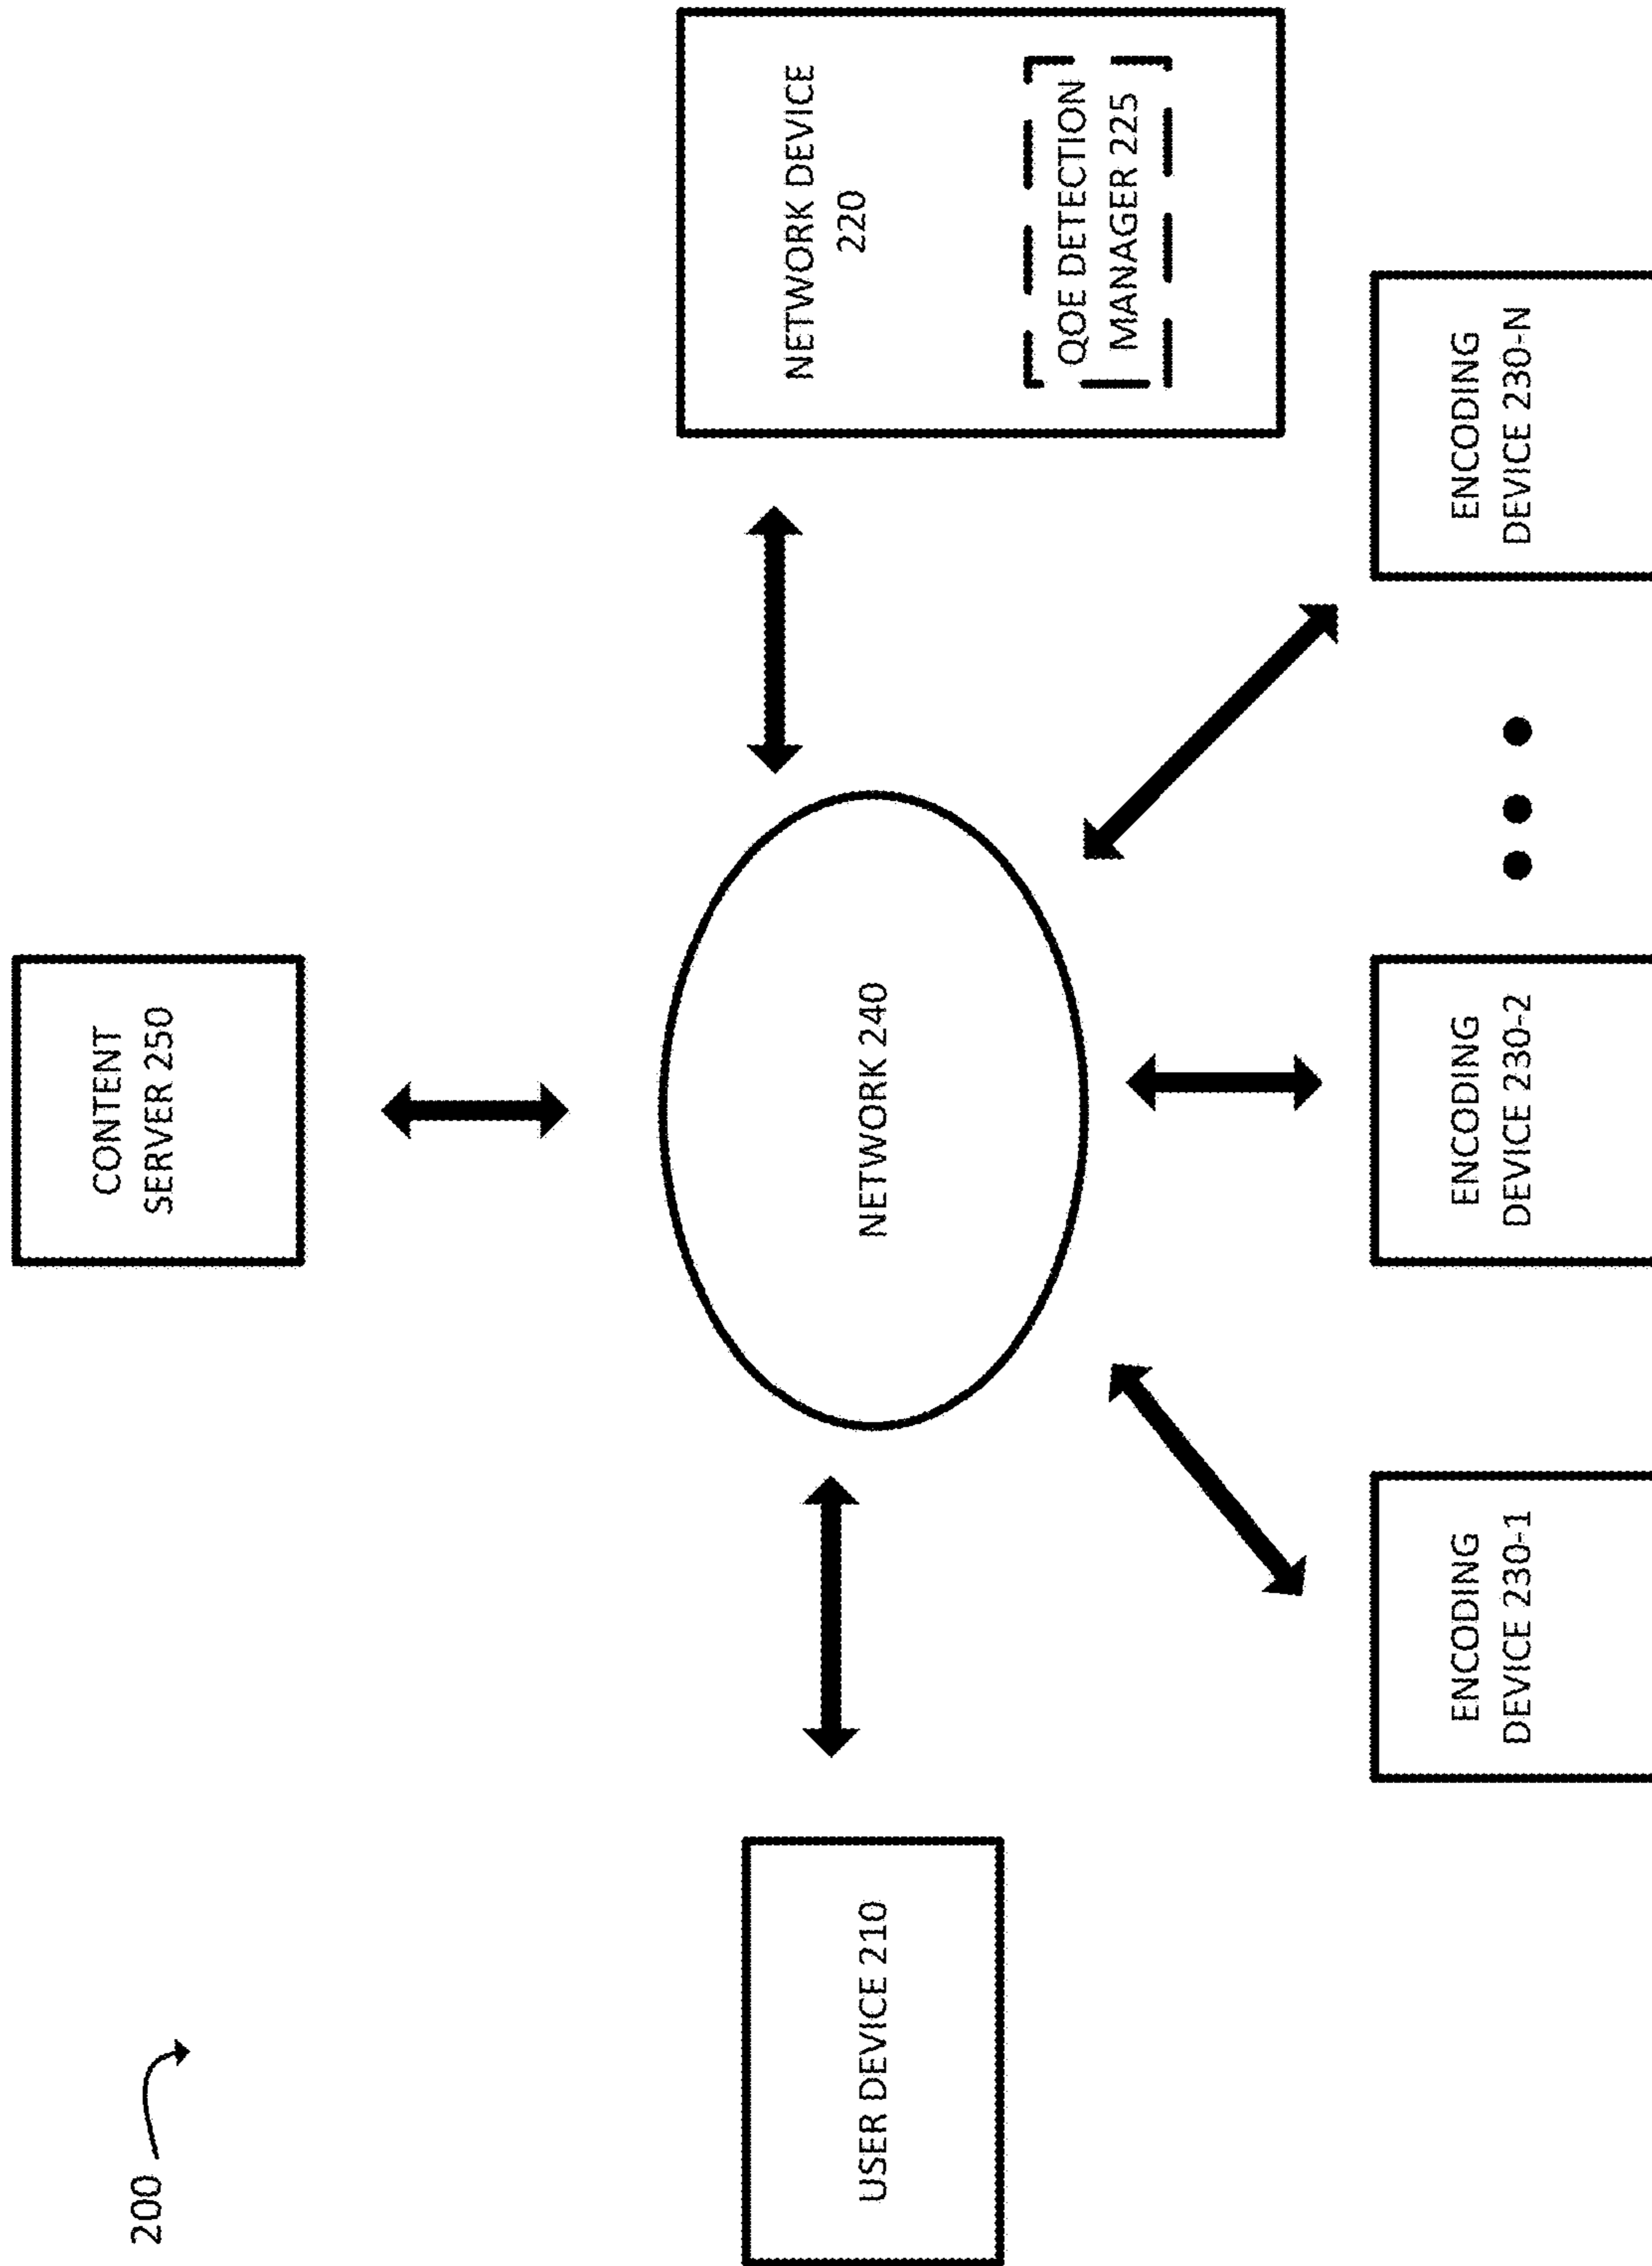 200
CONTENT
SERVER 250
USER DEVICE 210
NETWORK 240
NETWORK DEVICE
220
QOE DETECTION
MANAGER 225
ENCODING
DEVICE 230-1
ENCODING
DEVICE 230-2
ENCODING
DEVICE 230-N